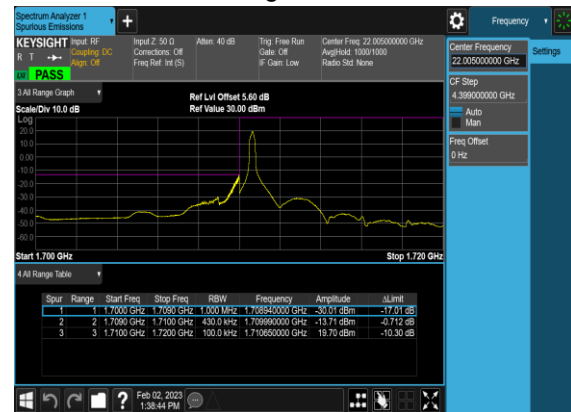 Spectrum Analyzer 1
Spurious Emissions
Frequency
KEYSIGHT Input: RF
R T
Coupling: DC
Align: Off
Input Z: 50 Ω
Corrections: Off
Freq Ref: Int (S)
Atten: 40 dB
Trig: Free Run
Gate: Off
IF Gain: Low
Center Freq: 22.005000000 GHz
Avg|Hold: 1000/1000
Radio Std: None
PASS
3 All Range Graph
Ref Lvl Offset 5.60 dB
Scale/Div 10.0 dB
Ref Value 30.00 dBm
Log
20.0
10.0
0.00
-10.0
-20.0
-30.0
-40.0
-50.0
-60.0
Start 1.700 GHz
Stop 1.720 GHz
4 All Range Table
Spur Range Start Freq Stop Freq RBW Frequency Amplitude ΔLimit
1 1 1.7000 GHz 1.7090 GHz 1.000 MHz 1.708940000 GHz -30.01 dBm -17.01 dB
2 2 1.7090 GHz 1.7100 GHz 430.0 kHz 1.709990000 GHz -13.71 dBm -0.712 dB
3 3 1.7100 GHz 1.7200 GHz 100.0 kHz 1.710650000 GHz 19.70 dBm -10.30 dB
Center Frequency
22.005000000 GHz
Settings
CF Step
4.399000000 GHz
Auto
Man
Freq Offset
0 Hz
Feb 02, 2023
1:38:44 PM